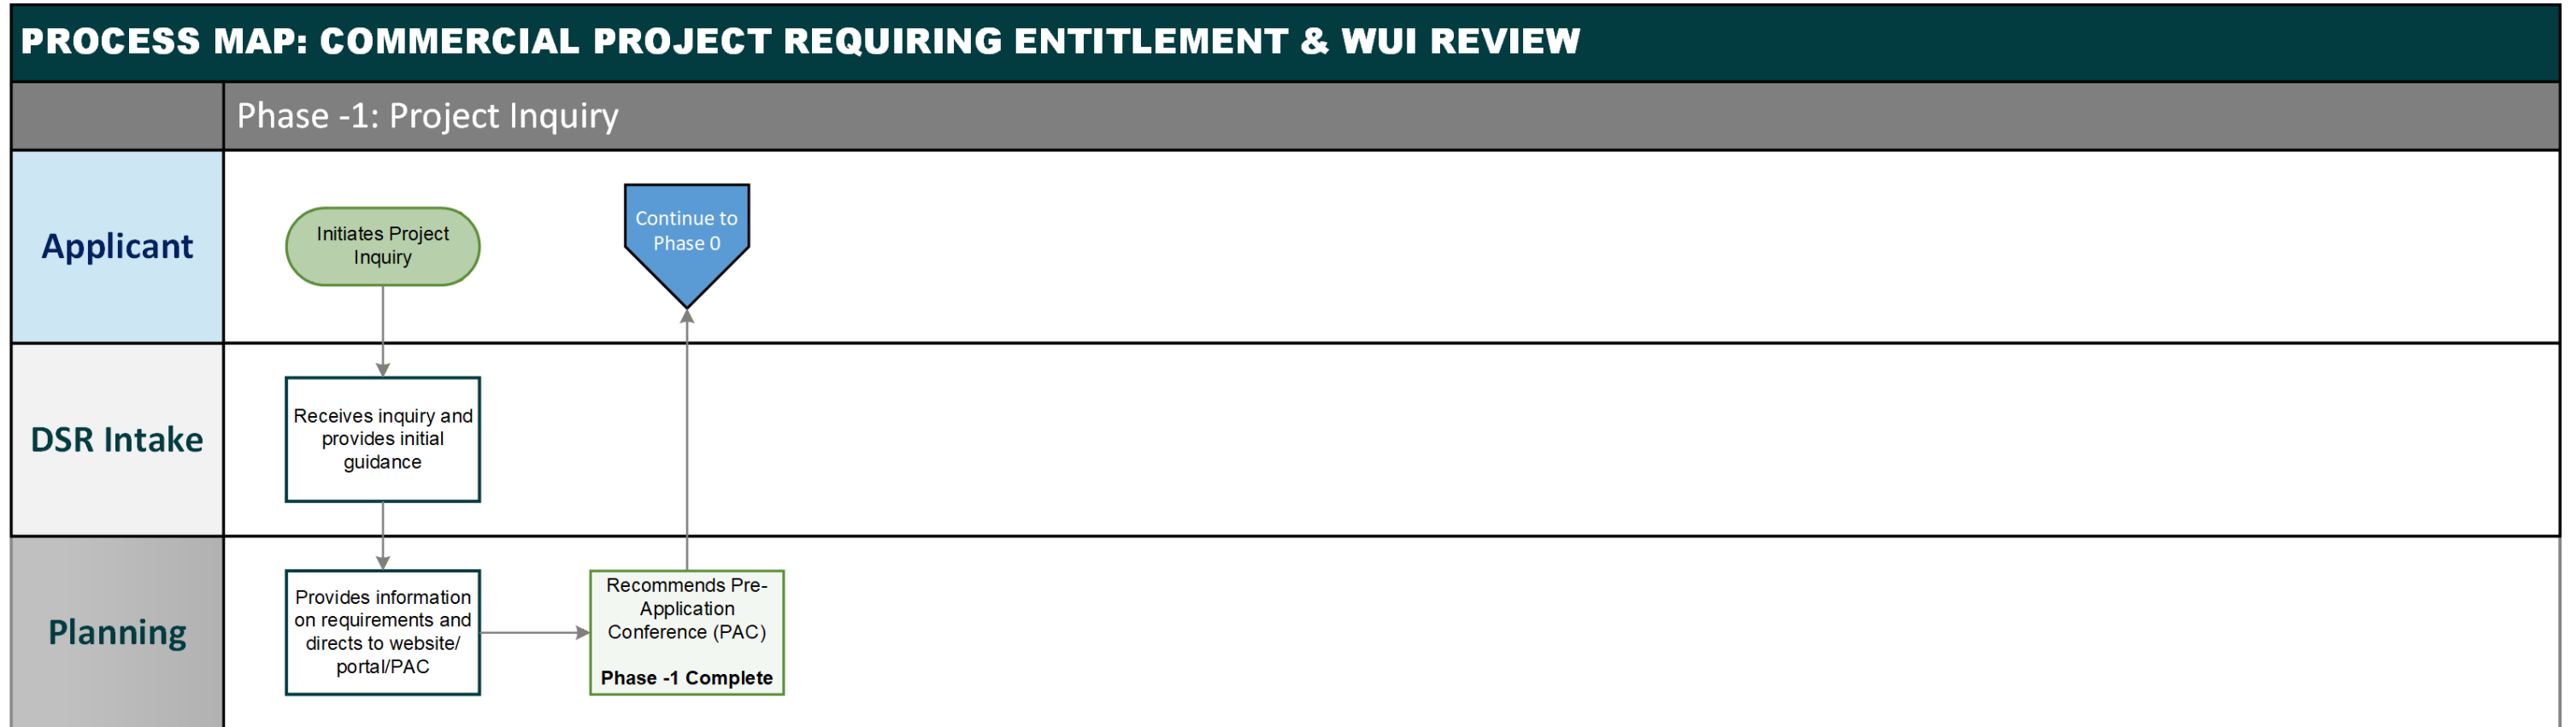 PROCESS MAP: COMMERCIAL PROJECT REQUIRING ENTITLEMENT & WUI REVIEW
Phase -1: Project Inquiry
Applicant
Initiates Project
Inquiry
Continue to
Phase 0
DSR Intake
Receives inquiry and
provides initial
guidance
Planning
Provides information
on requirements and
directs to website/
portal/PAC
Recommends Pre-
Application
Conference (PAC)
Phase -1 Complete